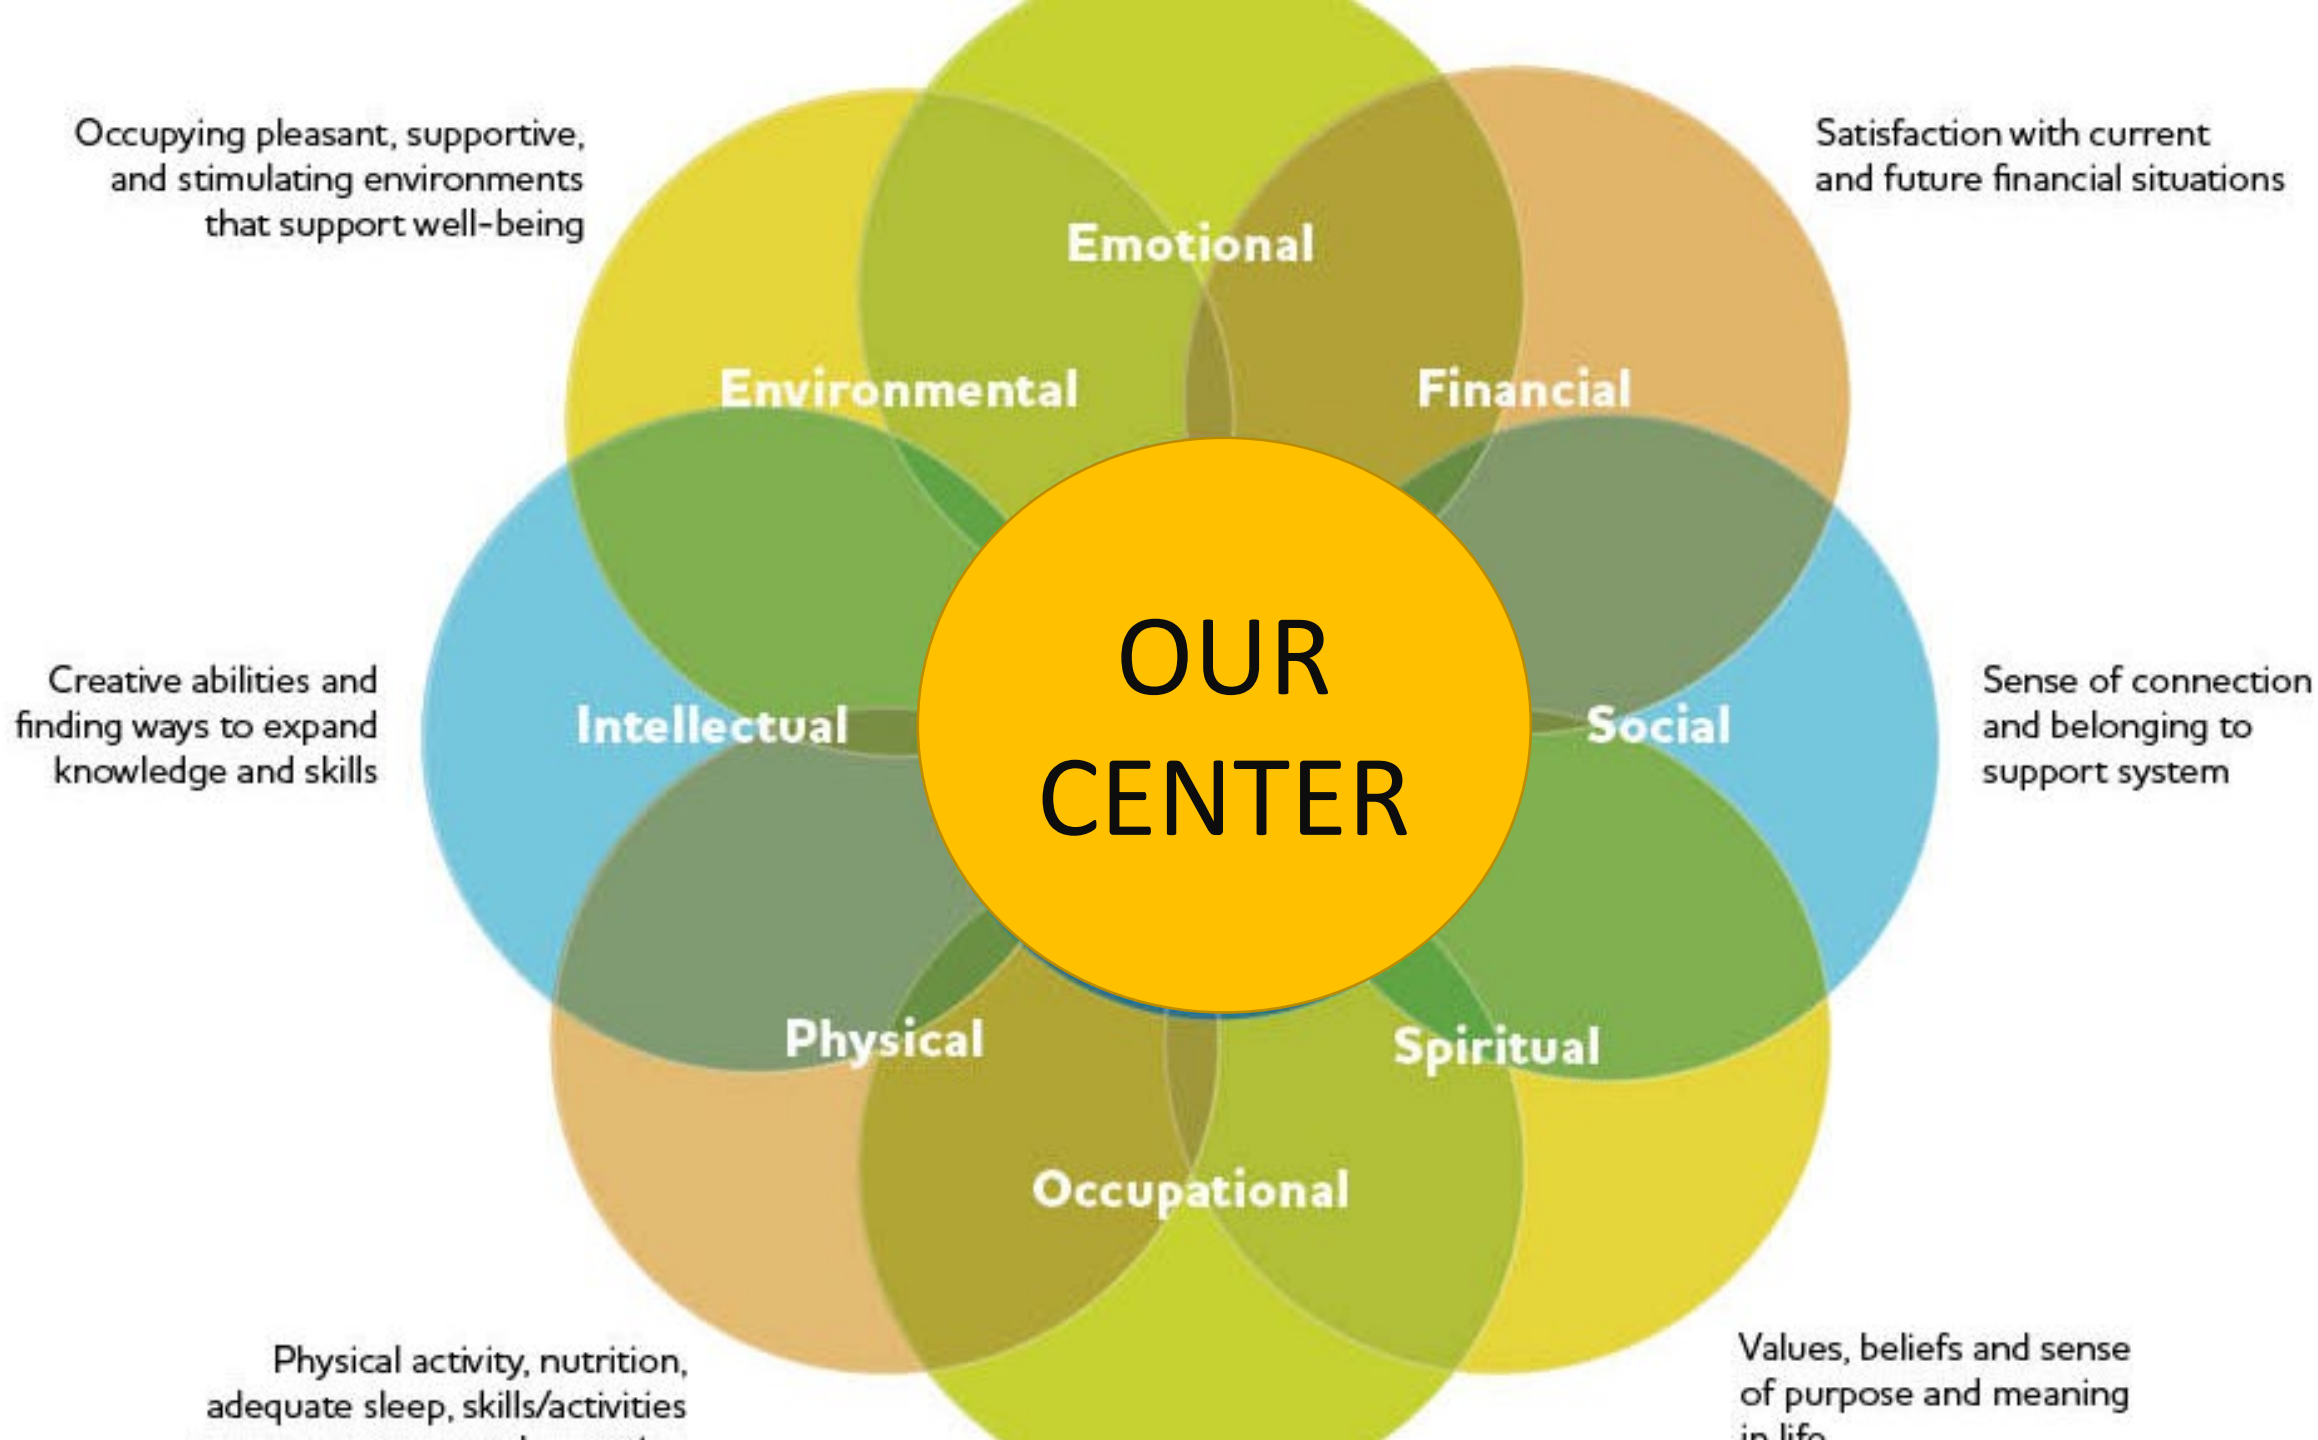 Occupying pleasant, supportive,
and stimulating environments
that support well-being
Satisfaction with current
and future financial situations
Emotional
Environmental
Financial
OUR
CENTER
Creative abilities and
finding ways to expand
knowledge and skills
Intellectual
Social
Sense of connection
and belonging to
support system
Physical
Spiritual
Occupational
Physical activity, nutrition,
adequate sleep, skills/activities
Values, beliefs and sense
of purpose and meaning
in life